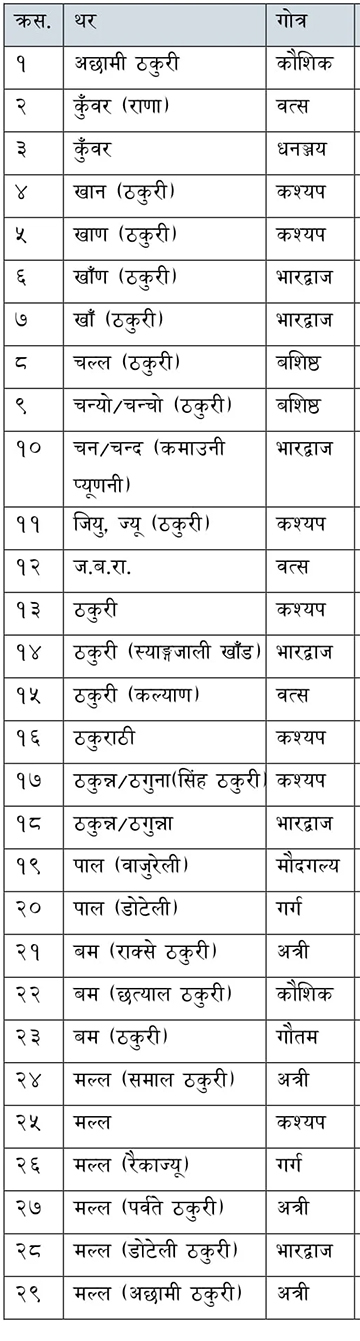 क्रस. थर गोत्र
१ अछामी ठकुरी कौशिक
२ कुँवर (राणा) वत्स
३ कुँवर धनञ्जय
४ खान (ठकुरी) कश्यप
५ खाण (ठकुरी) कश्यप
६ खाँण (ठकुरी) भारद्वाज
७ खाँ (ठकुरी) भारद्वाज
८ चल्ल (ठकुरी) बशिष्ठ
९ चन्यो/चन्चो (ठकुरी) बशिष्ठ
१० चन/चन्द (कमाउनी भारद्वाज
प्यूणनी)
११ जियु, ज्यू (ठकुरी) कश्यप
१२ ज.ब.रा. वत्स
१३ ठकुरी कश्यप
१४ ठकुरी (स्याङ्गजाली खाँड) भारद्वाज
१५ ठकुरी (कल्याण) वत्स
१६ ठकुराठी कश्यप
१७ ठकुन्न/ठगुना(सिंह ठकुरी) कश्यप
१८ ठकुन्न/ठगुन्ना भारद्वाज
१९ पाल (वाजुरेली) मौदगल्य
२० पाल (डोटेली) गर्ग
२१ बम (राक्से ठकुरी) अत्री
२२ बम (छत्याल ठकुरी) कौशिक
२३ बम (ठकुरी) गौतम
२४ मल्ल (समाल ठकुरी) अत्री
२५ मल्ल कश्यप
२६ मल्ल (रैकाज्यू) गर्ग
२७ मल्ल (पर्वते ठकुरी) अत्री
२८ मल्ल (डोटेली ठकुरी) भारद्वाज
२९ मल्ल (अछामी ठकुरी) अत्री